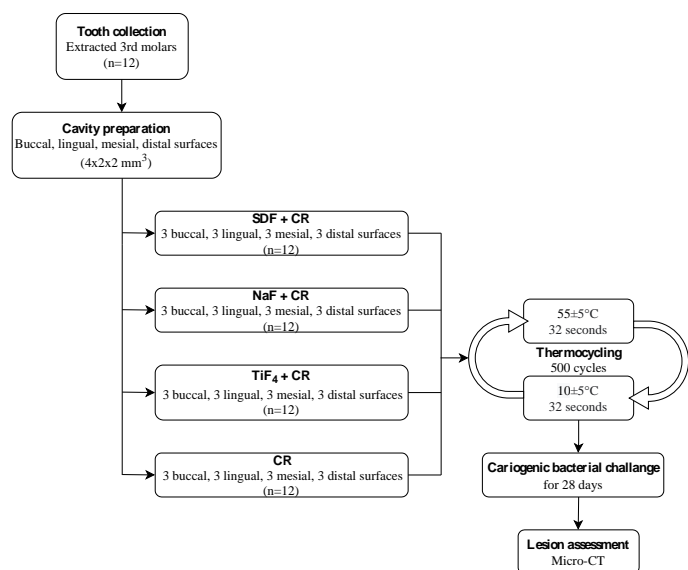 Tooth collection
Extracted 3rd molars
(n=12)
Cavity preparation
Buccal, lingual, mesial, distal surfaces
(4x2x2 mm³)
SDF + CR
3 buccal, 3 lingual, 3 mesial, 3 distal surfaces
(n=12)
NaF + CR
3 buccal, 3 lingual, 3 mesial, 3 distal surfaces
(n=12)
TiF₄ + CR
3 buccal, 3 lingual, 3 mesial, 3 distal surfaces
(n=12)
CR
3 buccal, 3 lingual, 3 mesial, 3 distal surfaces
(n=12)
55±5°C
32 seconds
Thermocycling
500 cycles
10±5°C
32 seconds
Cariogenic bacterial challange
for 28 days
Lesion assessment
Micro-CT